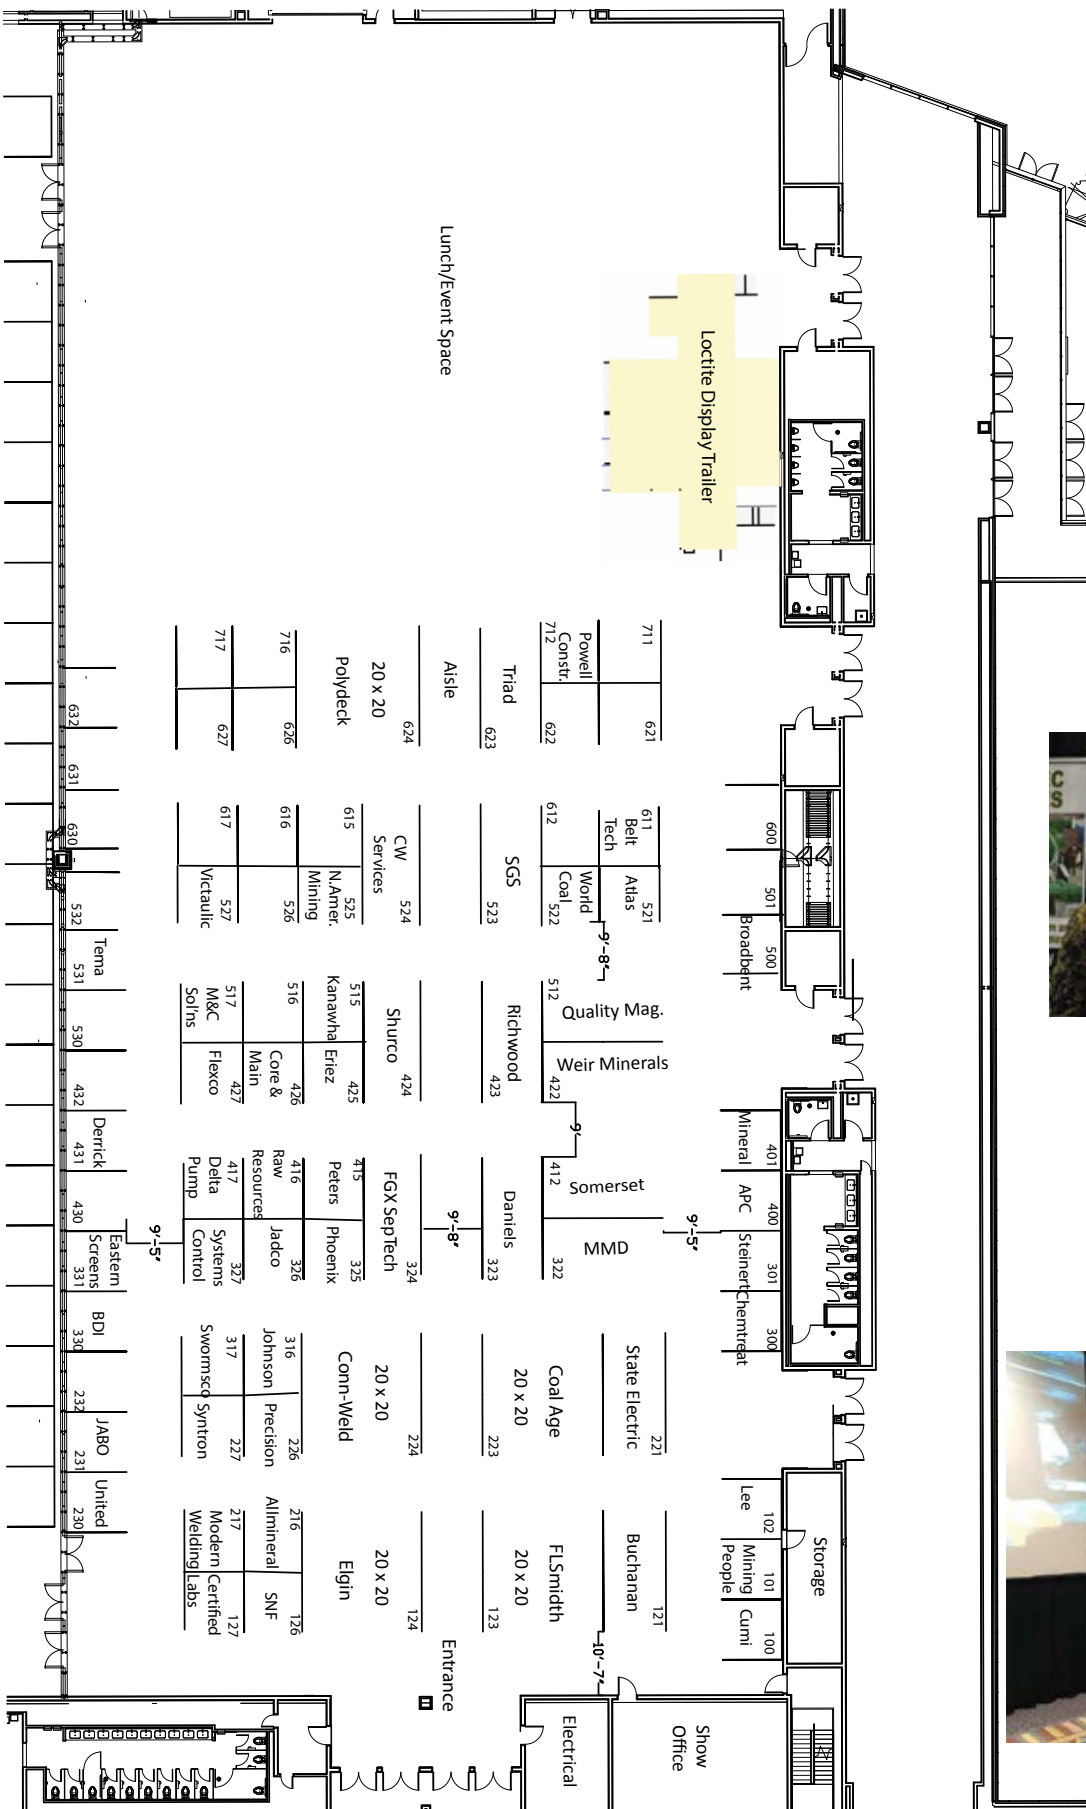 Lunch/Event Space
Loctite Display Trailer
711
Powell
Constr.
712
621
622
Triad
623
Aisle
20 x 20
Polydeck
624
716
626
717
627
632
631
630
611
Belt
Tech
Atlas
521
612
World
Coal
522
SGS
523
CW
Services
524
615
N.Amer.
Mining
525
616
526
617
Victaulic
527
532
Tema
531
530
600
501
Broadbent
500
9'-8"
512
Quality Mag.
Weir Minerals
422
Richwood
423
Shurco
424
515
Kanawha
Eriez
425
516
Core &
Main
426
517
M&C
Sol'ns
Flexco
427
432
Derrick
431
430
9'
412
Somerset
MMD
322
Daniels
323
9'-8"
FGX SepTech
324
415
Peters
Phoenix
325
416
Raw
Resources
Jadco
326
417
Delta
Pump
Systems
Control
327
9'-5"
9'-5"
Eastern
Screens
331
BDI
330
Mineral
401
APC
400
Steinert
301
Chemtreat
300
State Electric
221
Coal Age
20 x 20
223
20 x 20
Conn-Weld
224
316
Johnson
Precision
226
317
Swormsco
Syntron
227
232
JABO
231
United
230
Lee
102
Mining
People
101
Cumi
100
Storage
Buchanan
121
FLSmidth
20 x 20
123
20 x 20
Elgin
124
216
Allmineral
SNF
126
217
Modern
Welding
Certified
Labs
127
10'-7"
Entrance
Electrical
Show
Office
C
S